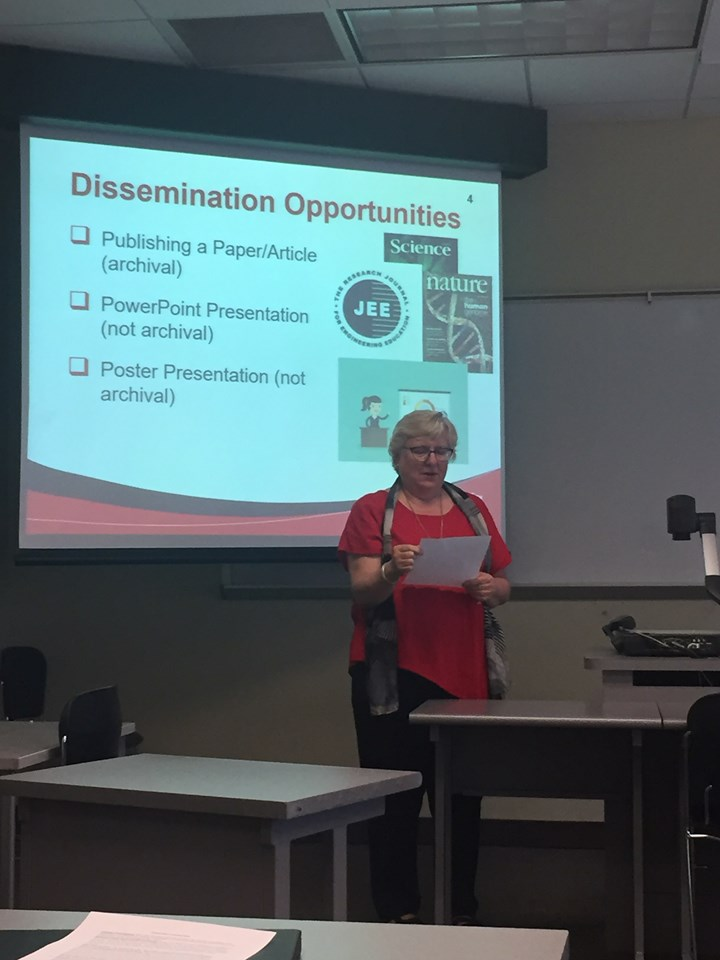 4
Dissemination Opportunities
❑ Publishing a Paper/Article
(archival)
❑ PowerPoint Presentation
(not archival)
❑ Poster Presentation (not
archival)
Science
nature
human
THE RESEARCH JOURNAL
JEE
FOR ENGINEERING EDUCATION